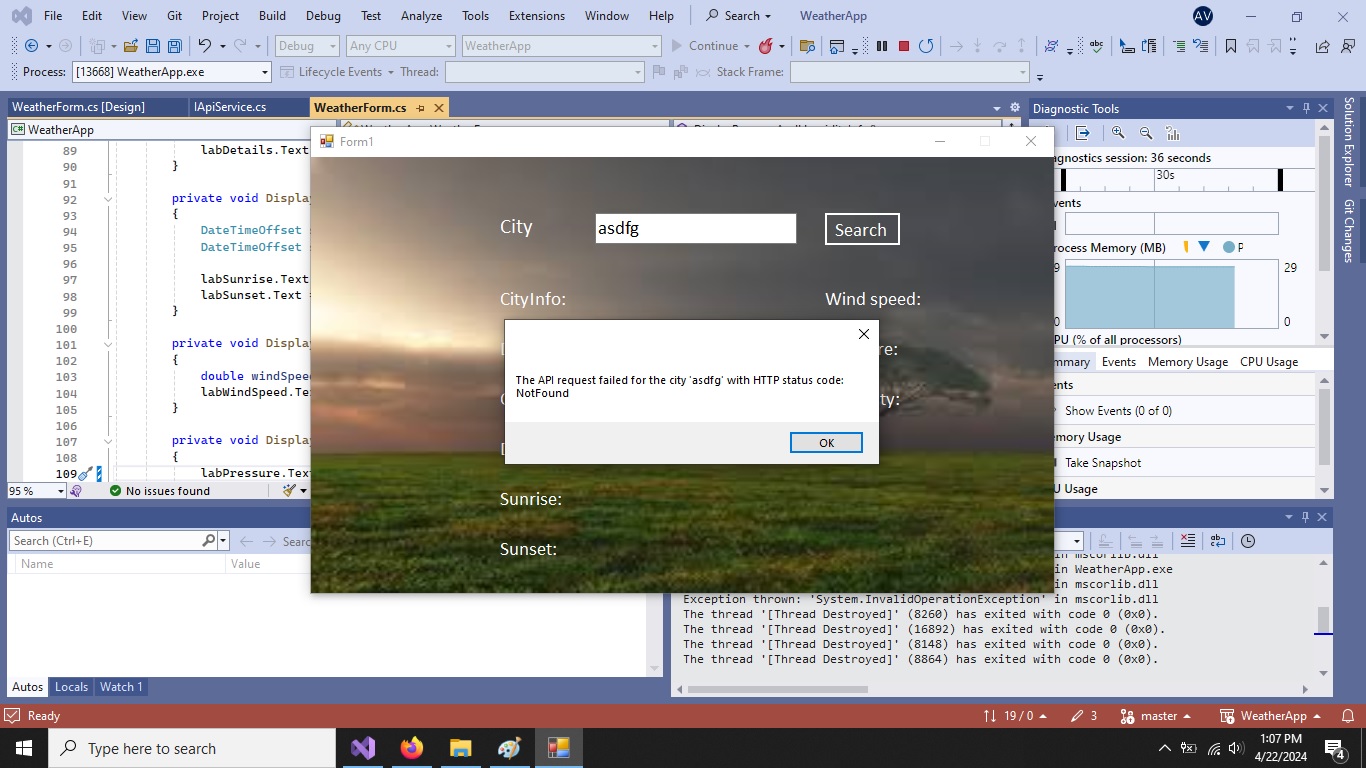 File Edit View Git Project Build Debug Test Analyze Tools Extensions Window Help Search WeatherApp AV
Debug Any CPU WeatherApp Continue
Process: [13668] WeatherApp.exe Lifecycle Events Thread: Stack Frame:
WeatherForm.cs [Design] IApiService.cs WeatherForm.cs
C# WeatherApp
89 labDetails.Text
90 }
91
92 private void Displa
93 {
94 DateTimeOffset s
95 DateTimeOffset s
96
97 labSunrise.Text
98 labSunset.Text =
99 }
100
101 private void Displa
102 {
103 double windSpeed
104 labWindSpeed.Te
105 }
106
107 private void Displa
108 {
109 labPressure.Text
95 % No issues found
Form1
City asdfg Search
CityInfo: Wind speed:
re:
ty:
Sunrise:
Sunset:
The API request failed for the city 'asdfg' with HTTP status code:
NotFound
OK
Diagnostic Tools
agnostics session: 36 seconds
30s
vents
rocess Memory (MB) P
9 29
0 0
PU (% of all processors)
mmary Events Memory Usage CPU Usage
ents
Show Events (0 of 0)
emory Usage
Take Snapshot
U Usage
Solution Explorer
Git Changes
Autos
Search (Ctrl+E) Searc
Name Value
Autos Locals Watch 1
in mscorlib.dll
in WeatherApp.exe
in mscorlib.dll
Exception thrown: 'System.InvalidOperationException' in mscorlib.dll
The thread '[Thread Destroyed]' (8260) has exited with code 0 (0x0).
The thread '[Thread Destroyed]' (16892) has exited with code 0 (0x0).
The thread '[Thread Destroyed]' (8148) has exited with code 0 (0x0).
The thread '[Thread Destroyed]' (8864) has exited with code 0 (0x0).
Ready 19 / 0 3 master WeatherApp
Type here to search
1:07 PM
4/22/2024
4